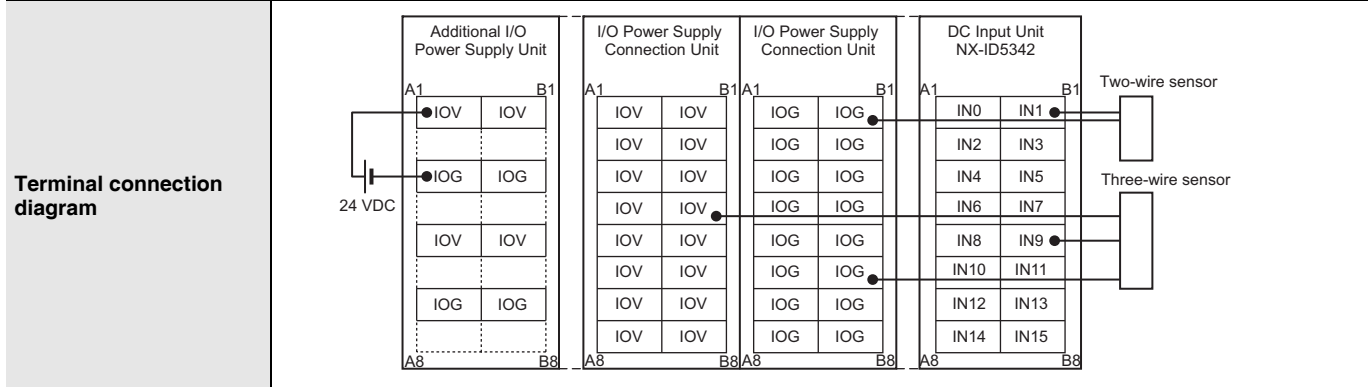 Terminal connection
diagram
Additional I/O
Power Supply Unit
I/O Power Supply
Connection Unit
I/O Power Supply
Connection Unit
DC Input Unit
NX-ID5342
Two-wire sensor
Three-wire sensor
24 VDC
A1 B1 A1 B1 A1 B1 A1 B1
IOV IOV IOV IOV IOG IOG IN0 IN1
IOV IOV IOG IOG IN2 IN3
IOG IOG IOV IOV IOG IOG IN4 IN5
IOV IOV IOG IOG IN6 IN7
IOV IOV IOV IOV IOG IOG IN8 IN9
IOV IOV IOG IOG IN10 IN11
IOG IOG IOV IOV IOG IOG IN12 IN13
IOV IOV IOG IOG IN14 IN15
A8 B8 A8 B8 A8 B8 A8 B8